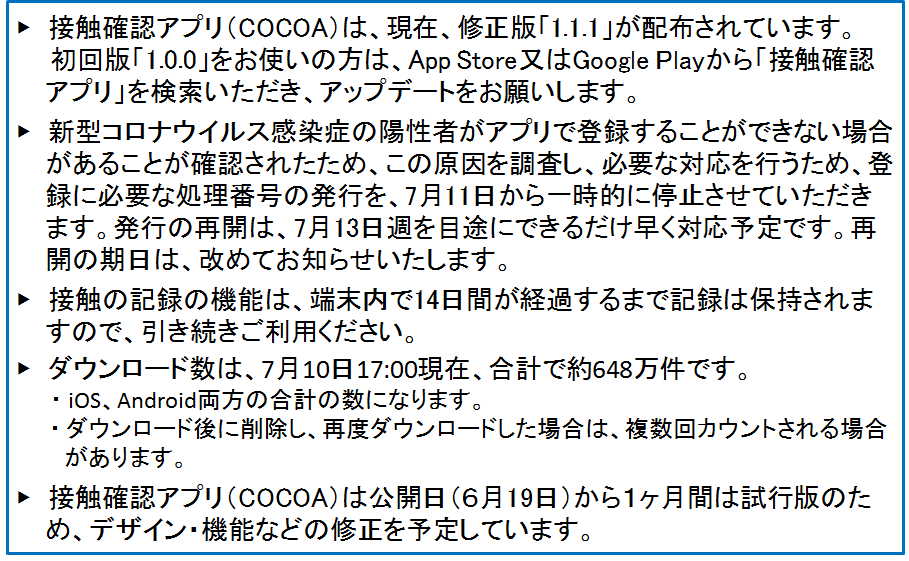 ▶ 接触確認アプリ（COCOA）は、現在、修正版「1.1.1」が配布されています。
初回版「1.0.0」をお使いの方は、App Store又はGoogle Playから「接触確認
アプリ」を検索いただき、アップデートをお願いします。
▶ 新型コロナウイルス感染症の陽性者がアプリで登録することができない場合
があることが確認されたため、この原因を調査し、必要な対応を行うため、登
録に必要な処理番号の発行を、7月11日から一時的に停止させていただき
ます。発行の再開は、7月13日週を目途にできるだけ早く対応予定です。再
開の期日は、改めてお知らせいたします。
▶ 接触の記録の機能は、端末内で14日間が経過するまで記録は保持されま
すので、引き続きご利用ください。
▶ ダウンロード数は、7月10日17:00現在、合計で約648万件です。
・iOS、Android両方の合計の数になります。
・ダウンロード後に削除し、再度ダウンロードした場合は、複数回カウントされる場合
があります。
▶ 接触確認アプリ（COCOA）は公開日（６月19日）から１ヶ月間は試行版のた
め、デザイン・機能などの修正を予定しています。